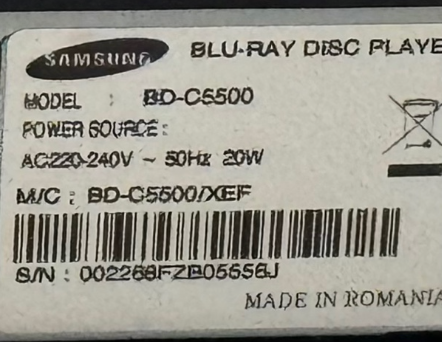 SAMSUNG
BLU-RAY DISC PLAYE
MODEL : BD-C5500
POWER SOURCE :
AC220-240V ~ 50Hz 20W
M/C : BD-C5500/XEF
S/N :
MADE IN ROMANIA